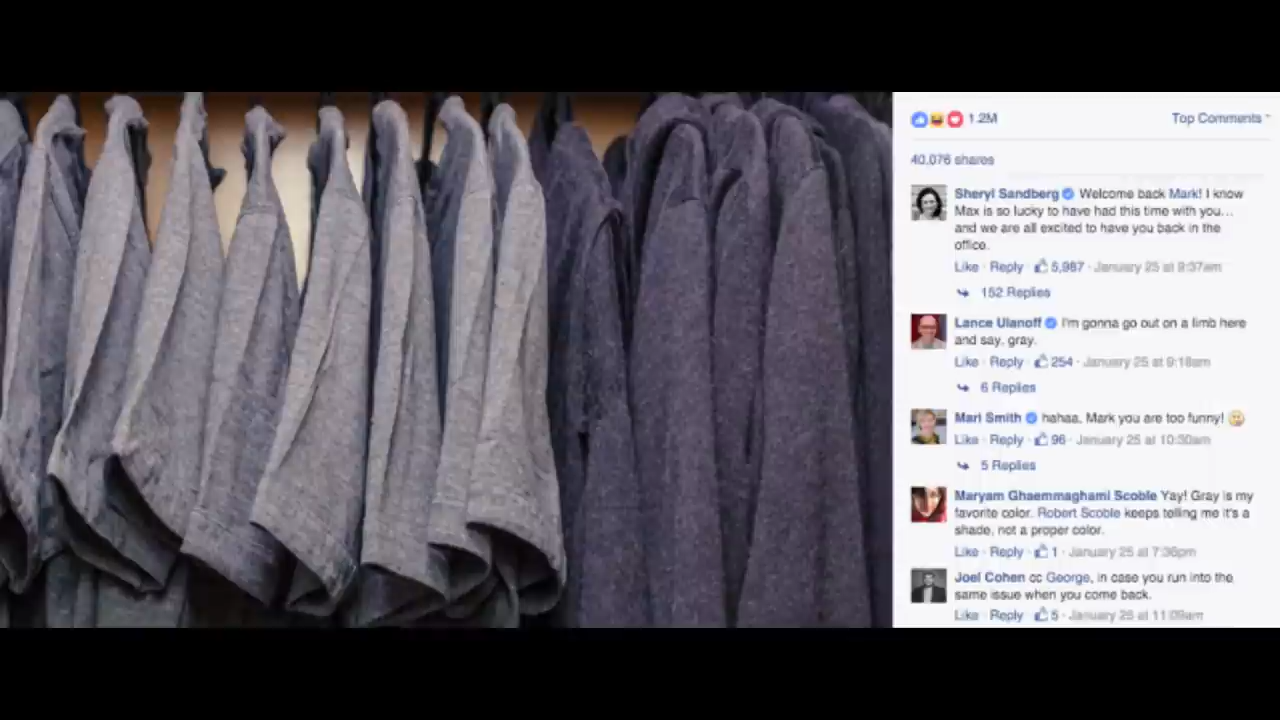 1.2M
Top Comments
40,076 shares
Sheryl Sandberg Welcome back Mark! I know
Max is so lucky to have had this time with you...
and we are all excited to have you back in the
office.
Like · Reply · 5,987 · January 25 at 9:37am
152 Replies
Lance Ulanoff I'm gonna go out on a limb here
and say, gray.
Like · Reply · 254 · January 25 at 9:18am
6 Replies
Mari Smith hahaa, Mark you are too funny!
Like · Reply · 96 · January 25 at 10:30am
5 Replies
Maryam Ghaemmaghami Scoble Yay! Gray is my
favorite color. Robert Scoble keeps telling me it's a
shade, not a proper color.
Like · Reply · 1 · January 25 at 7:36pm
Joel Cohen cc George, in case you run into the
same issue when you come back.
Like · Reply · 5 · January 26 at 11:09am